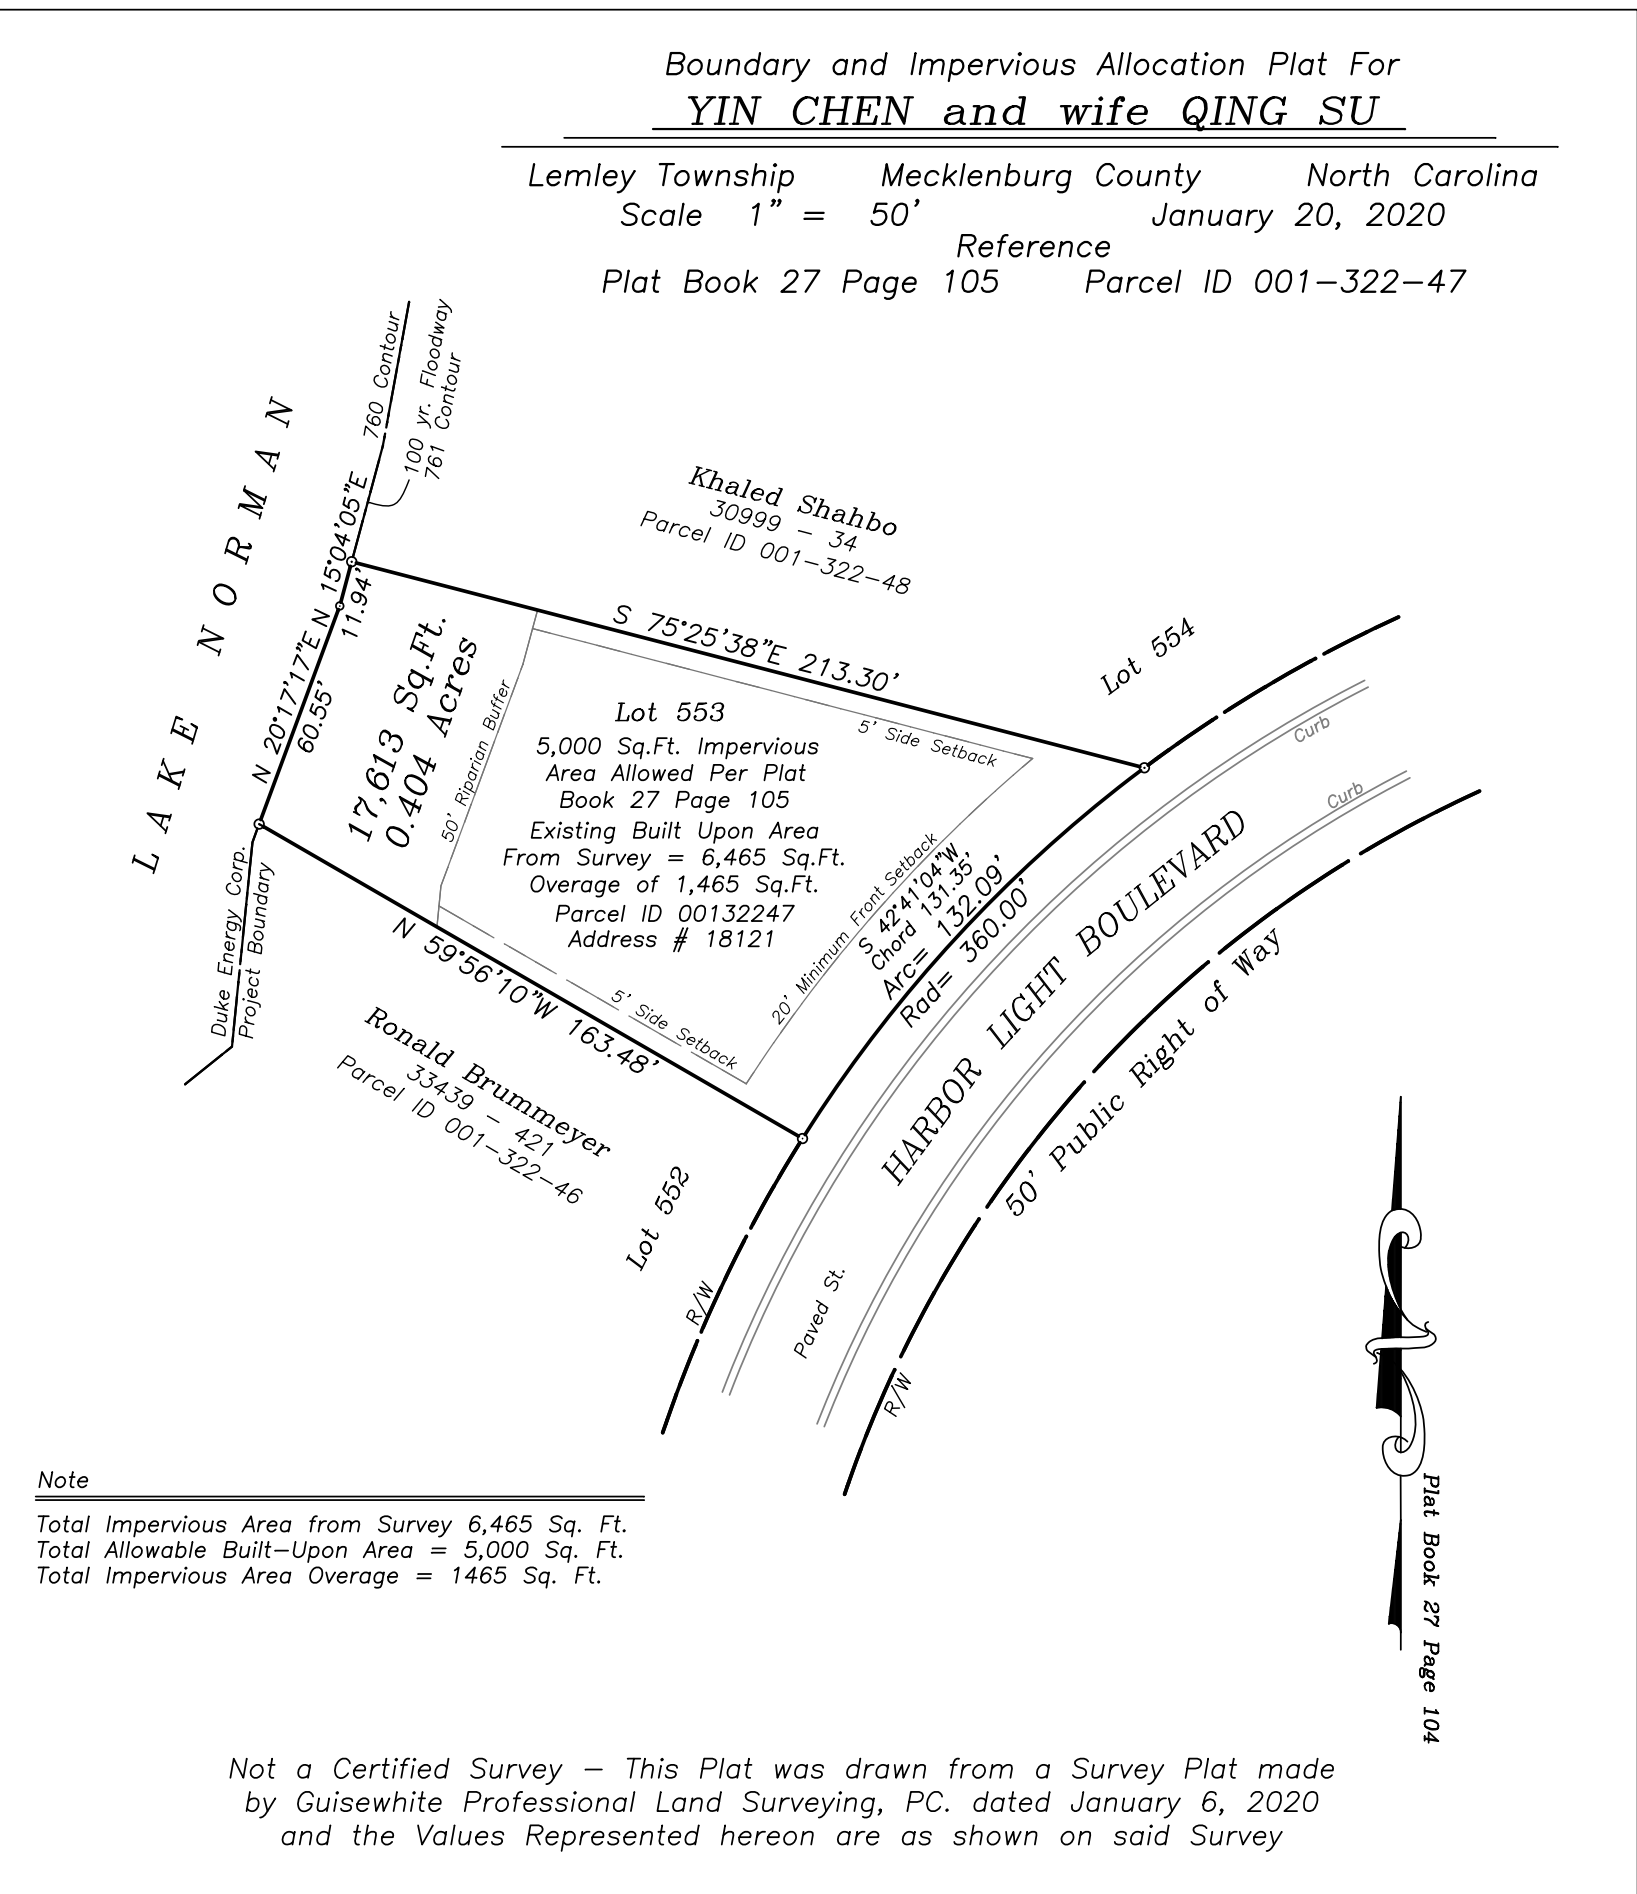 Boundary and Impervious Allocation Plat For
YIN CHEN and wife QING SU
Lemley Township Mecklenburg County North Carolina
Scale 1" = 50' January 20, 2020
Reference
Plat Book 27 Page 105 Parcel ID 001-322-47
760 Contour
100 yr. Floodway
761 Contour
LAKE NORMAN
N 15°04'05"E
11.94'
N 20°17'17"E
60.55'
Khaled Shahbo
30999 - 34
Parcel ID 001-322-48
S 75°25'38"E 213.30'
Lot 554
17,613 Sq.Ft.
0.404 Acres
50' Riparian Buffer
5' Side Setback
Lot 553
5,000 Sq.Ft. Impervious
Area Allowed Per Plat
Book 27 Page 105
Existing Built Upon Area
From Survey = 6,465 Sq.Ft.
Overage of 1,465 Sq.Ft.
Parcel ID 00132247
Address # 18121
20' Minimum Front Setback
S 42°41'04"W
Chord 131.35'
Arc= 132.09'
Rad= 360.00'
Curb
Curb
HARBOR LIGHT BOULEVARD
50' Public Right of Way
Duke Energy Corp.
Project Boundary
N 59°56'10"W 163.48'
5' Side Setback
Ronald Brummeyer
33439 - 421
Parcel ID 001-322-46
Lot 552
R/W
Paved St.
R/W
Plat Book 27 Page 104
Note
Total Impervious Area from Survey 6,465 Sq. Ft.
Total Allowable Built-Upon Area = 5,000 Sq. Ft.
Total Impervious Area Overage = 1465 Sq. Ft.
Not a Certified Survey - This Plat was drawn from a Survey Plat made
by Guisewhite Professional Land Surveying, PC. dated January 6, 2020
and the Values Represented hereon are as shown on said Survey